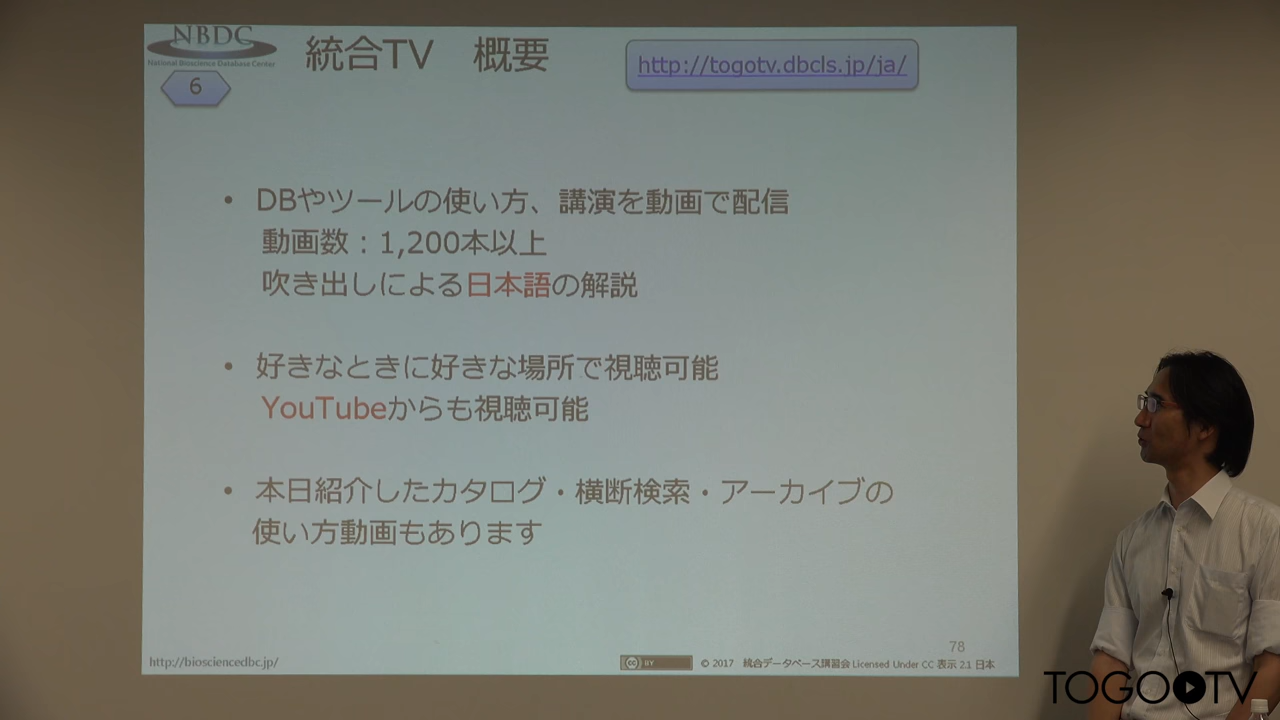 NBDC
National Bioscience Database Center
統合TV 概要
http://togotv.dbcls.jp/ja/
6
• DBやツールの使い方、講演を動画で配信
動画数：1,200本以上
吹き出しによる日本語の解説
• 好きなときに好きな場所で視聴可能
YouTubeからも視聴可能
• 本日紹介したカタログ・横断検索・アーカイブの
使い方動画もあります
78
http://biosciencedbc.jp/
cc BY
© 2017 統合データベース講習会 Licensed Under CC 表示 2.1 日本
TOGOTV